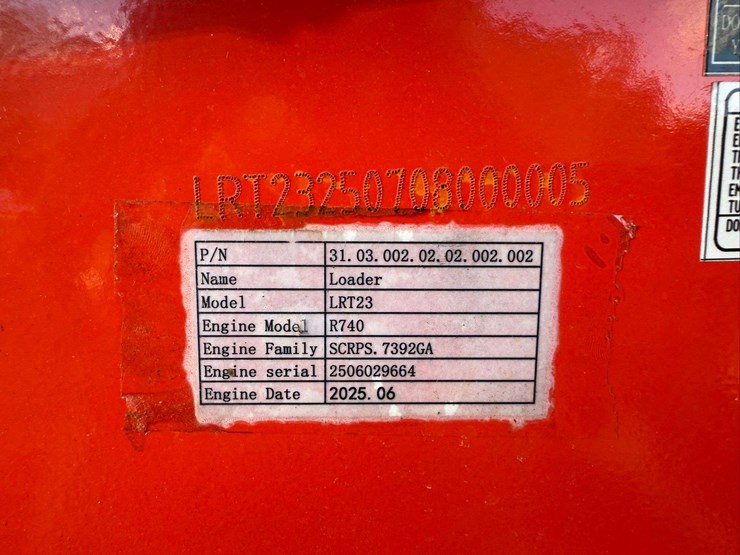 LRT23250708000005
P/N 31.03.002.02.02.002.002
Name Loader
Model LRT23
Engine Model R740
Engine Family SCRPS.7392GA
Engine serial 2506029664
Engine Date 2025.06
DO